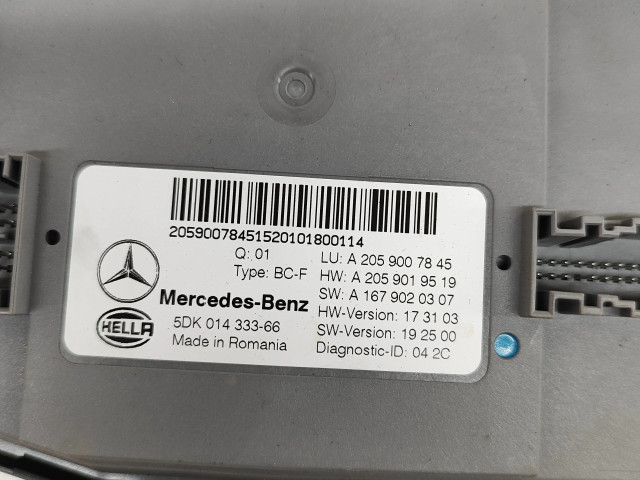 20590078451520101800114
Q: 01
Type: BC-F
Mercedes-Benz
HELLA
5DK 014 333-66
Made in Romania
LU: A 205 900 78 45
HW: A 205 901 95 19
SW: A 167 902 03 07
HW-Version: 17 31 03
SW-Version: 19 25 00
Diagnostic-ID: 04 2C